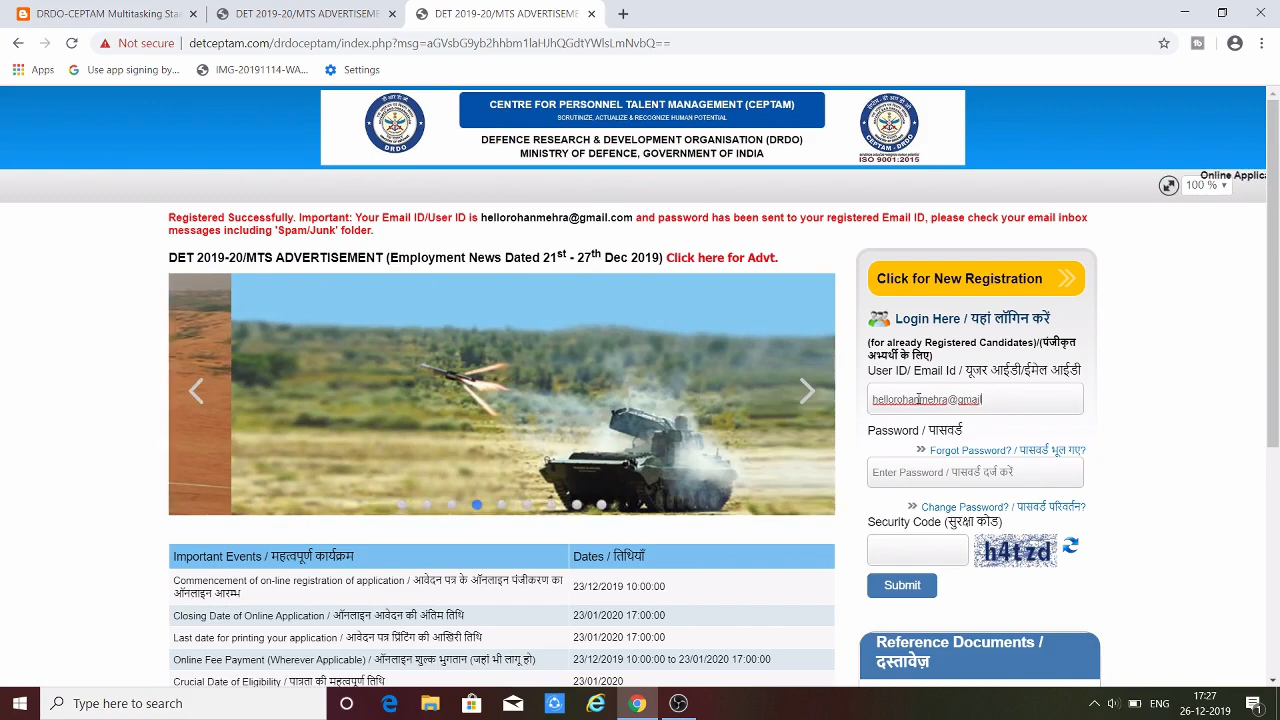 DRDO-CEPTAM Multitasking Sta
DET 2019-20/MTS ADVERTISEME
DET 2019-20/MTS ADVERTISEME
Not secure
detceptam.com/drdoceptam/index.php?msg=aGVsbG9yb2hhbm1laHJhQGdtYWlsLmNvbQ==
Apps
Use app signing by...
IMG-20191114-WA...
Settings
CENTRE FOR PERSONNEL TALENT MANAGEMENT (CEPTAM)
SCRUTINIZE, ACTUALIZE & RECOGNIZE HUMAN POTENTIAL
DEFENCE RESEARCH & DEVELOPMENT ORGANISATION (DRDO)
MINISTRY OF DEFENCE, GOVERNMENT OF INDIA
DRDO
CEPTAM - DRDO
ISO 9001:2015
Online Applica
100 %
Registered Successfully. Important: Your Email ID/User ID is hellorohanmehra@gmail.com and password has been sent to your registered Email ID, please check your email inbox
messages including 'Spam/Junk' folder.
DET 2019-20/MTS ADVERTISEMENT (Employment News Dated 21st - 27th Dec 2019) Click here for Advt.
Click for New Registration
Login Here / यहां लॉगिन करें
(for already Registered Candidates)/(पंजीकृत
अभ्यर्थी के लिए)
User ID/ Email Id / यूजर आईडी/ईमेल आईडी
hellorohanmehra@gmail
Password / पासवर्ड
Forgot Password? / पासवर्ड भूल गए?
Enter Password / पासवर्ड दर्ज करें
Change Password? / पासवर्ड परिवर्तन?
Security Code (सुरक्षा कोड)
h4tzd
Submit
Reference Documents /
दस्तावेज़
Important Events / महत्वपूर्ण कार्यक्रम Dates / तिथियाँ
Commencement of on-line registration of application / आवेदन पत्र के ऑनलाइन पंजीकरण का
ऑनलाइन आरम्भ
23/12/2019 10:00:00
Closing Date of Online Application / ऑनलाइन आवेदन की अंतिम तिथि 23/01/2020 17:00:00
Last date for printing your application / आवेदन पत्र प्रिंटिंग की आखिरी तिथि 23/01/2020 17:00:00
Online Fee Payment (Wherever Applicable) / ऑनलाइन शुल्क भुगतान (जहां भी लागू हो) 23/12/2019 10:00:00 to 23/01/2020 17:00:00
Crucial Date of Eligibility / पात्रता की महत्वपूर्ण तिथि 23/01/2020
Type here to search
ENG
17:27
26-12-2019